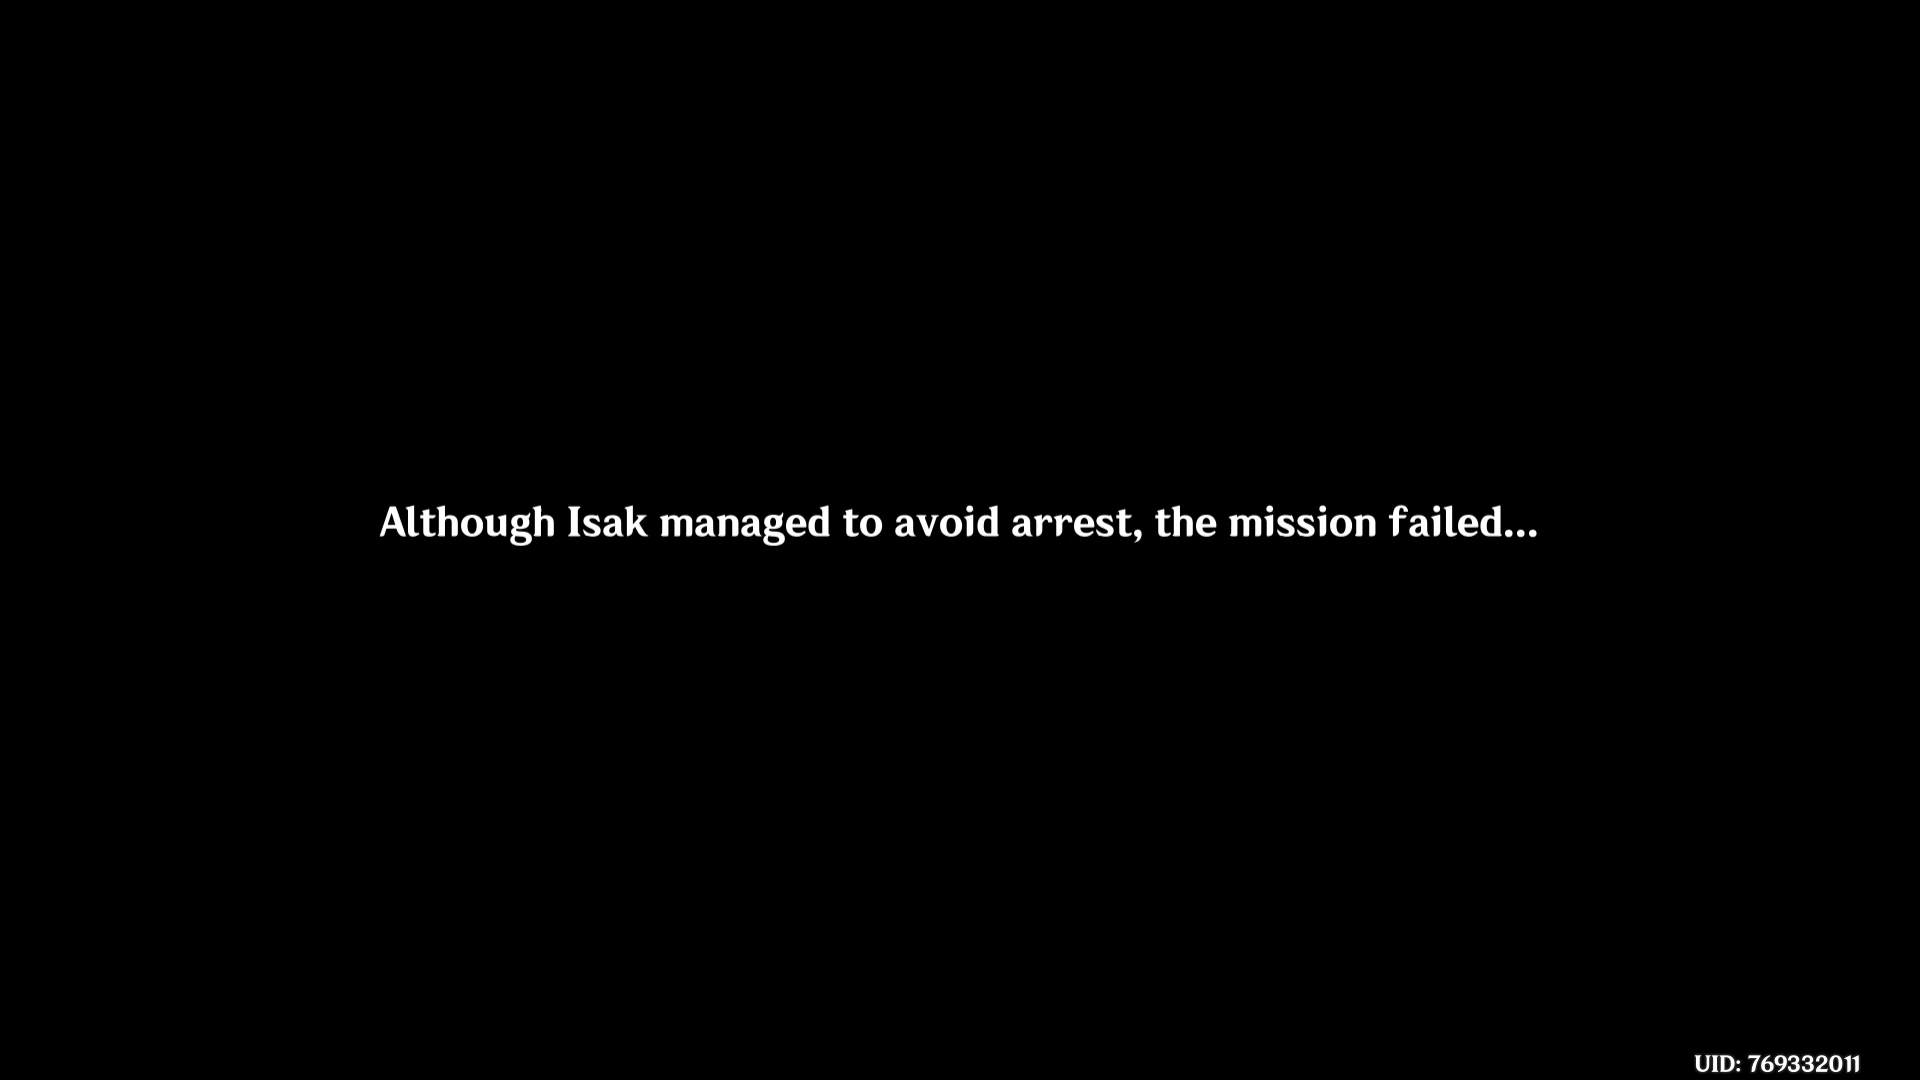 Although Isak managed to avoid arrest, the mission failed...
UID: 769332011